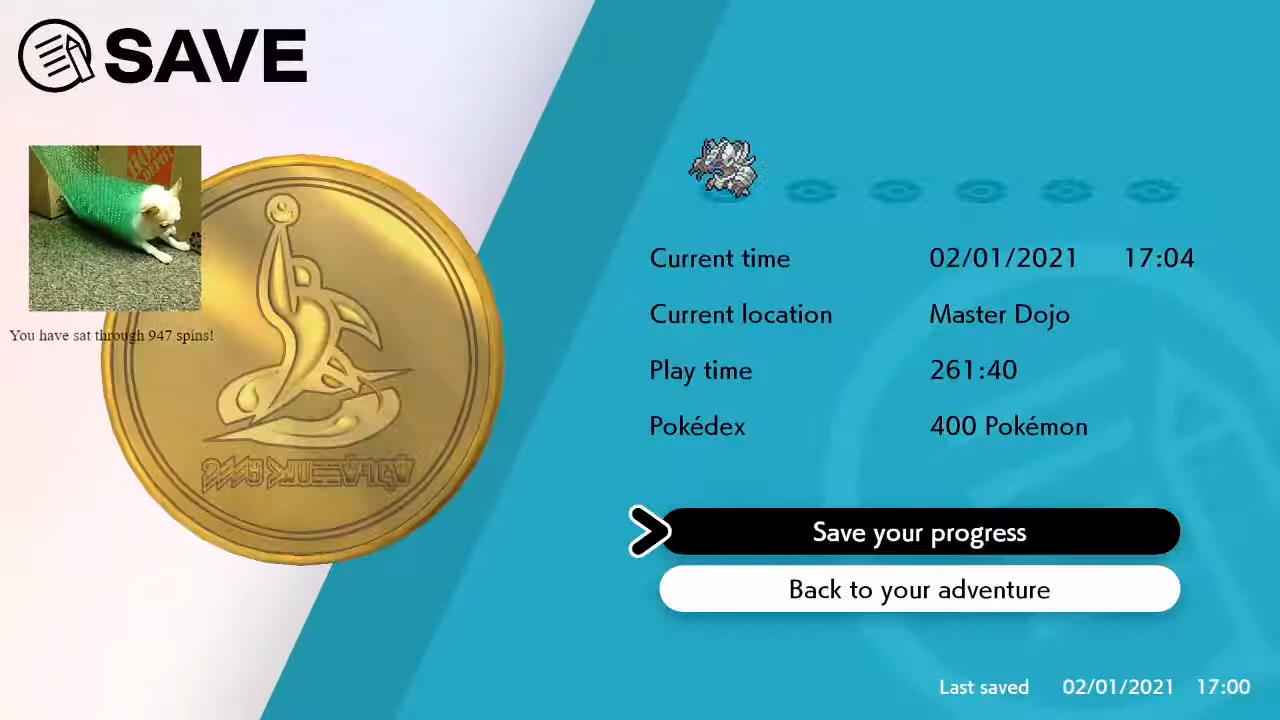 SAVE
HOME DEPOT
You have sat through 947 spins!
Current time 02/01/2021 17:04
Current location Master Dojo
Play time 261:40
Pokédex 400 Pokémon
Save your progress
Back to your adventure
Last saved 02/01/2021 17:00